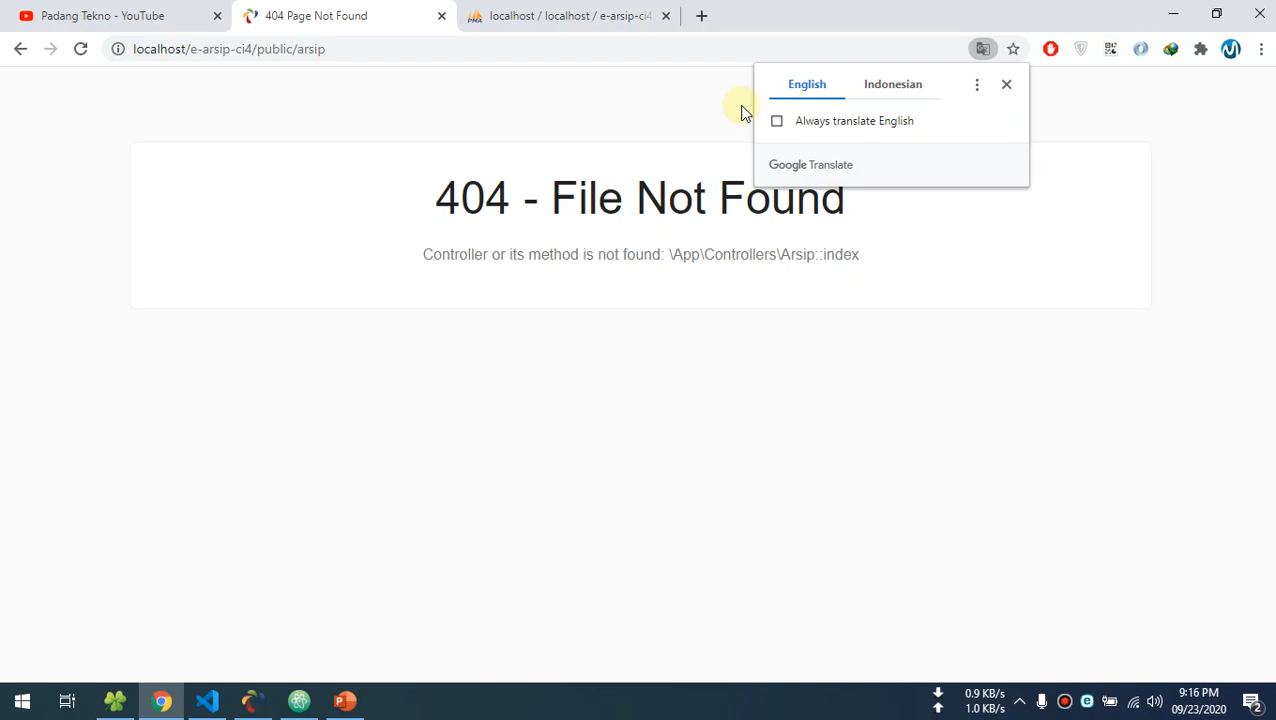 Padang Tekno - YouTube
404 Page Not Found
localhost / localhost / e-arsip-ci4
localhost/e-arsip-ci4/public/arsip
English
Indonesian
Always translate English
Google Translate
404 - File Not Found
Controller or its method is not found: \App\Controllers\Arsip::index
0.9 KB/s
1.0 KB/s
9:16 PM
09/23/2020
2